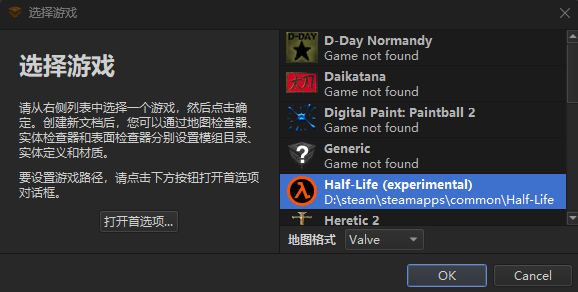 选择游戏
选择游戏
请从右侧列表中选择一个游戏，然后点击确
定。创建新文档后，您可以通过地图检查器、
实体检查器和表面检查器分别设置模组目录、
实体定义和材质。
要设置游戏路径，请点击下方按钮打开首选项
对话框。
打开首选项...
D-Day Normandy
Game not found
Daikatana
Game not found
Digital Paint: Paintball 2
Game not found
Generic
Game not found
Half-Life (experimental)
D:\steam\steamapps\common\Half-Life
Heretic 2
地图格式
Valve
OK
Cancel